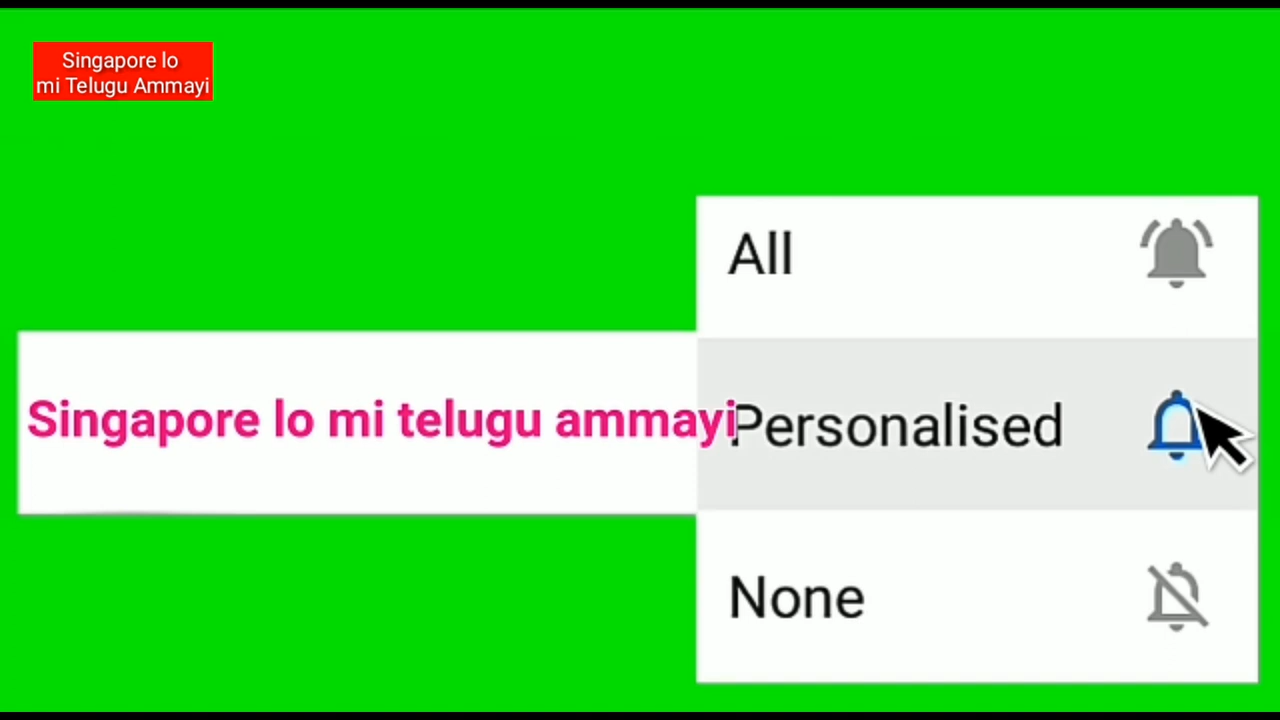 Singapore lo
mi Telugu Ammayi
All
Singapore lo mi telugu ammayi
Personalised
None